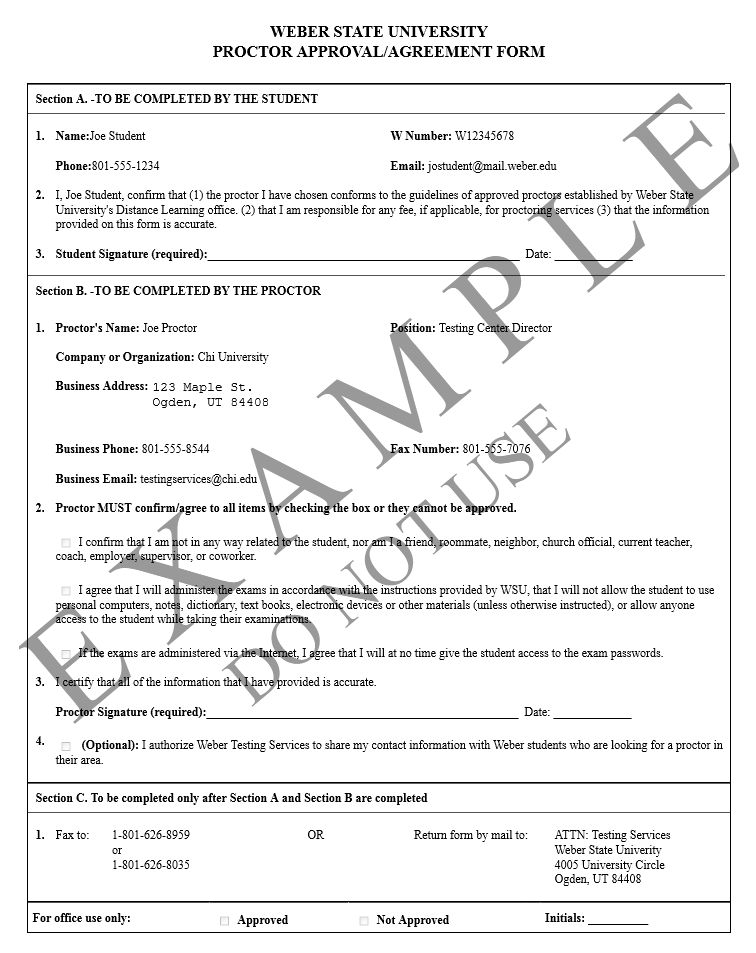 WEBER STATE UNIVERSITY
PROCTOR APPROVAL/AGREEMENT FORM
Section A. -TO BE COMPLETED BY THE STUDENT
1. Name:Joe Student W Number: W12345678
Phone:801-555-1234 Email: jostudent@mail.weber.edu
2. I, Joe Student, confirm that (1) the proctor I have chosen conforms to the guidelines of approved proctors established by Weber State
University's Distance Learning office. (2) that I am responsible for any fee, if applicable, for proctoring services (3) that the information
provided on this form is accurate.
3. Student Signature (required): Date:
Section B. -TO BE COMPLETED BY THE PROCTOR
1. Proctor's Name: Joe Proctor Position: Testing Center Director
Company or Organization: Chi University
Business Address: 123 Maple St.
Ogden, UT 84408
Business Phone: 801-555-8544 Fax Number: 801-555-7076
Business Email: testingservices@chi.edu
2. Proctor MUST confirm/agree to all items by checking the box or they cannot be approved.
I confirm that I am not in any way related to the student, nor am I a friend, roommate, neighbor, church official, current teacher,
coach, employer, supervisor, or coworker.
I agree that I will administer the exams in accordance with the instructions provided by WSU, that I will not allow the student to use
personal computers, notes, dictionary, text books, electronic devices or other materials (unless otherwise instructed), or allow anyone
access to the student while taking their examinations.
If the exams are administered via the Internet, I agree that I will at no time give the student access to the exam passwords.
3. I certify that all of the information that I have provided is accurate.
Proctor Signature (required): Date:
4. (Optional): I authorize Weber Testing Services to share my contact information with Weber students who are looking for a proctor in
their area.
Section C. To be completed only after Section A and Section B are completed
1. Fax to: 1-801-626-8959 OR Return form by mail to: ATTN: Testing Services
or Weber State Univerity
1-801-626-8035 4005 University Circle
Ogden, UT 84408
For office use only: Approved Not Approved Initials:
EXAMPLE
DO NOT USE